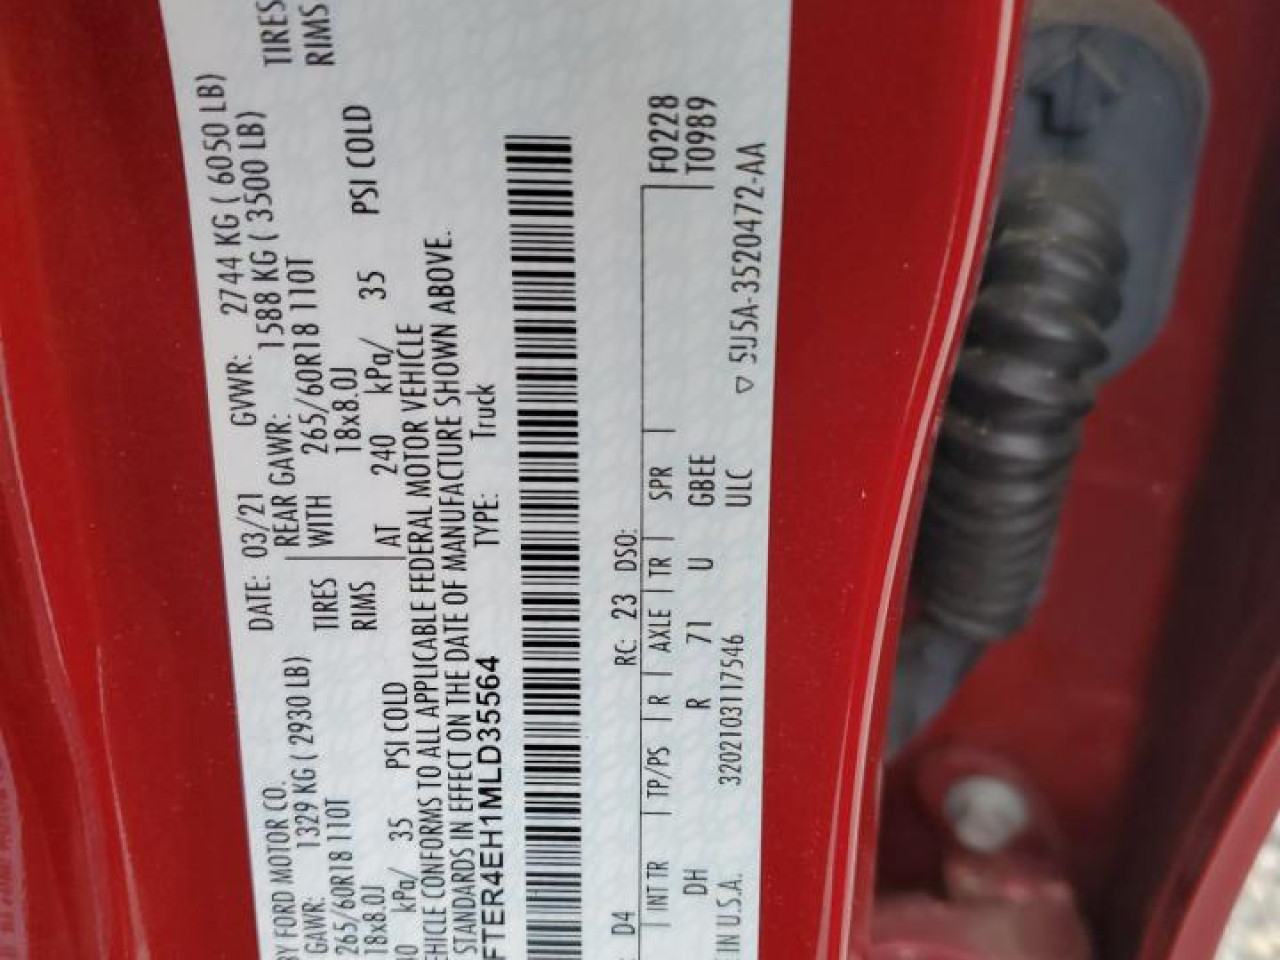 BY FORD MOTOR CO. DATE: 03/21 GVWR: 2744 KG ( 6050 LB)
GAWR: 1329 KG ( 2930 LB) REAR GAWR: 1588 KG ( 3500 LB)
265/60R18 110T TIRES WITH 265/60R18 110T TIRES
18x8.0J RIMS 18x8.0J RIMS
kPa/ 35 PSI COLD AT 240 kPa/ 35 PSI COLD
EHICLE CONFORMS TO ALL APPLICABLE FEDERAL MOTOR VEHICLE
STANDARDS IN EFFECT ON THE DATE OF MANUFACTURE SHOWN ABOVE.
FTER4EH1MLD35564 TYPE: Truck
D4 RC: 23 DSO:
INT TR TP/PS R AXLE TR SPR F0228
DH R 71 U GBEE T0989
IN U.S.A. 3202103117546 ULC
▽ 5U5A-3520472-AA